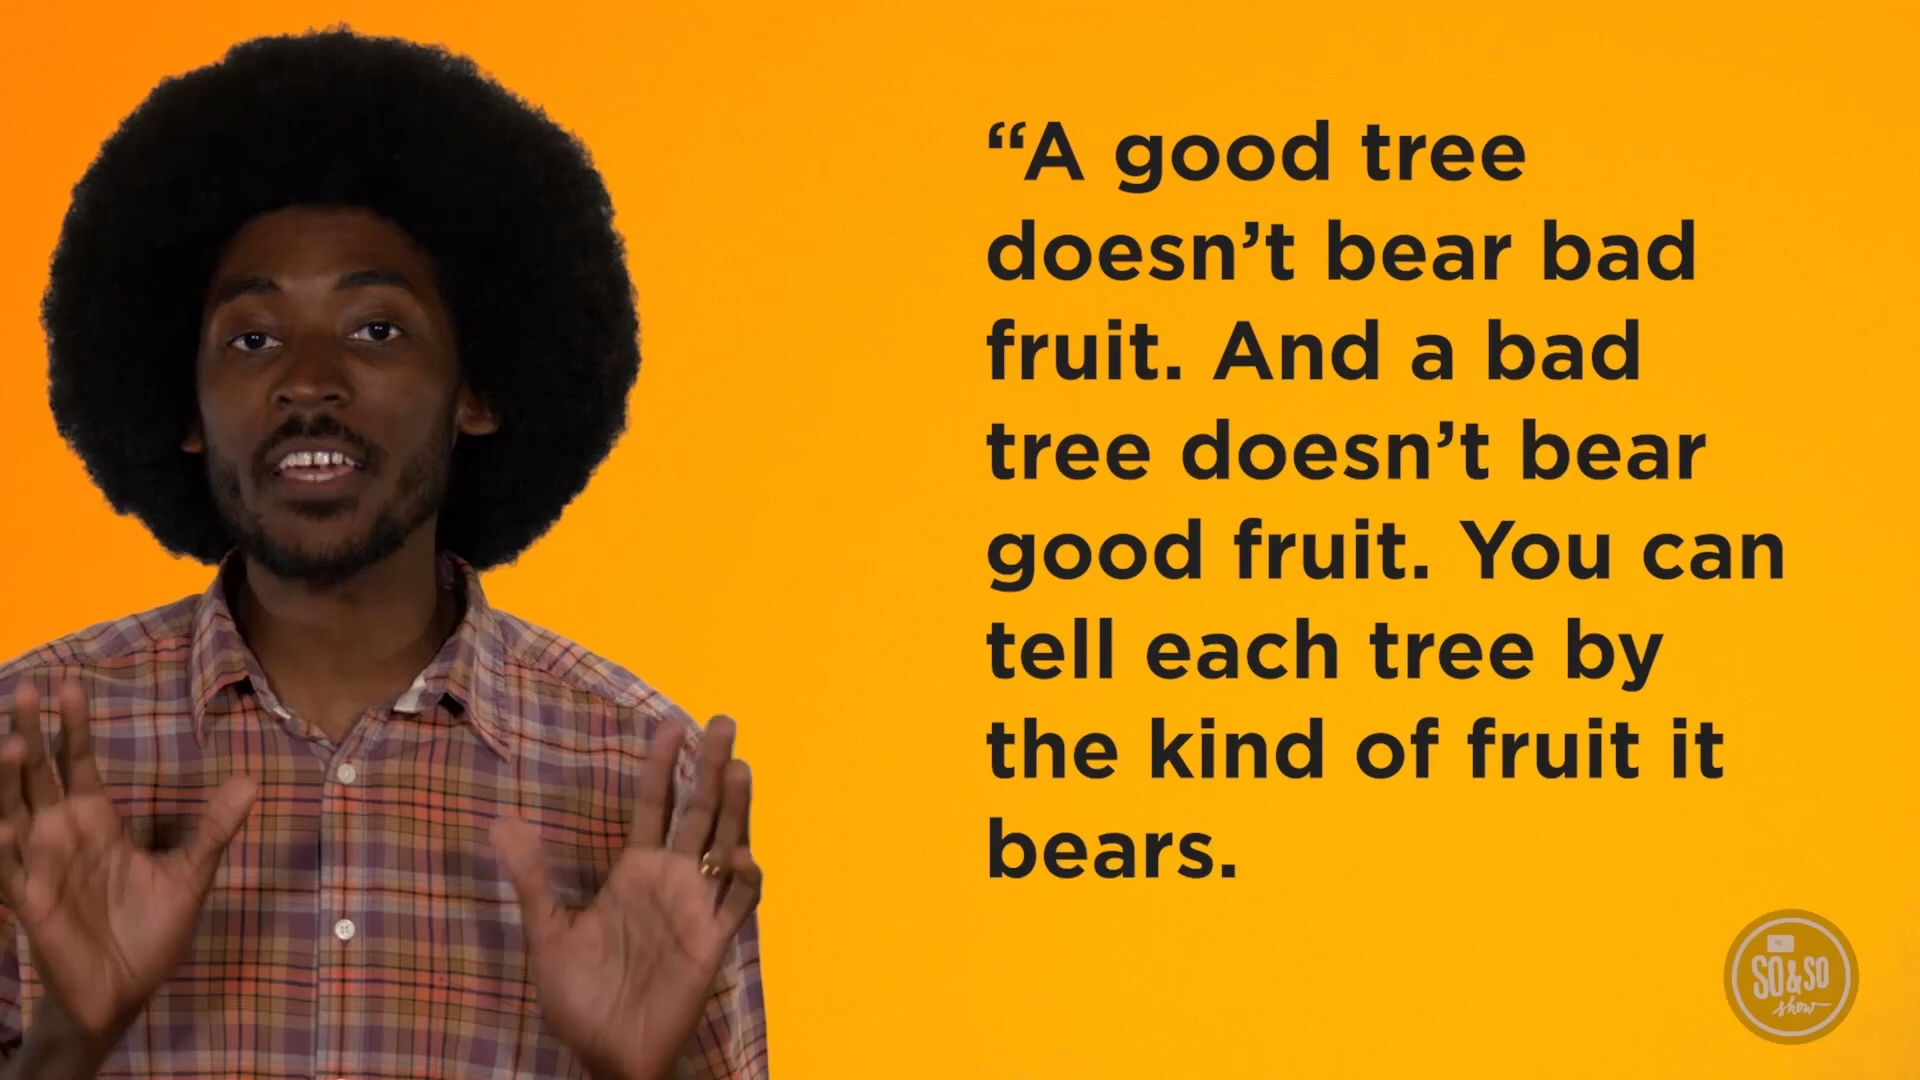 “A good tree
doesn’t bear bad
fruit. And a bad
tree doesn’t bear
good fruit. You can
tell each tree by
the kind of fruit it
bears.
SO & SO
show